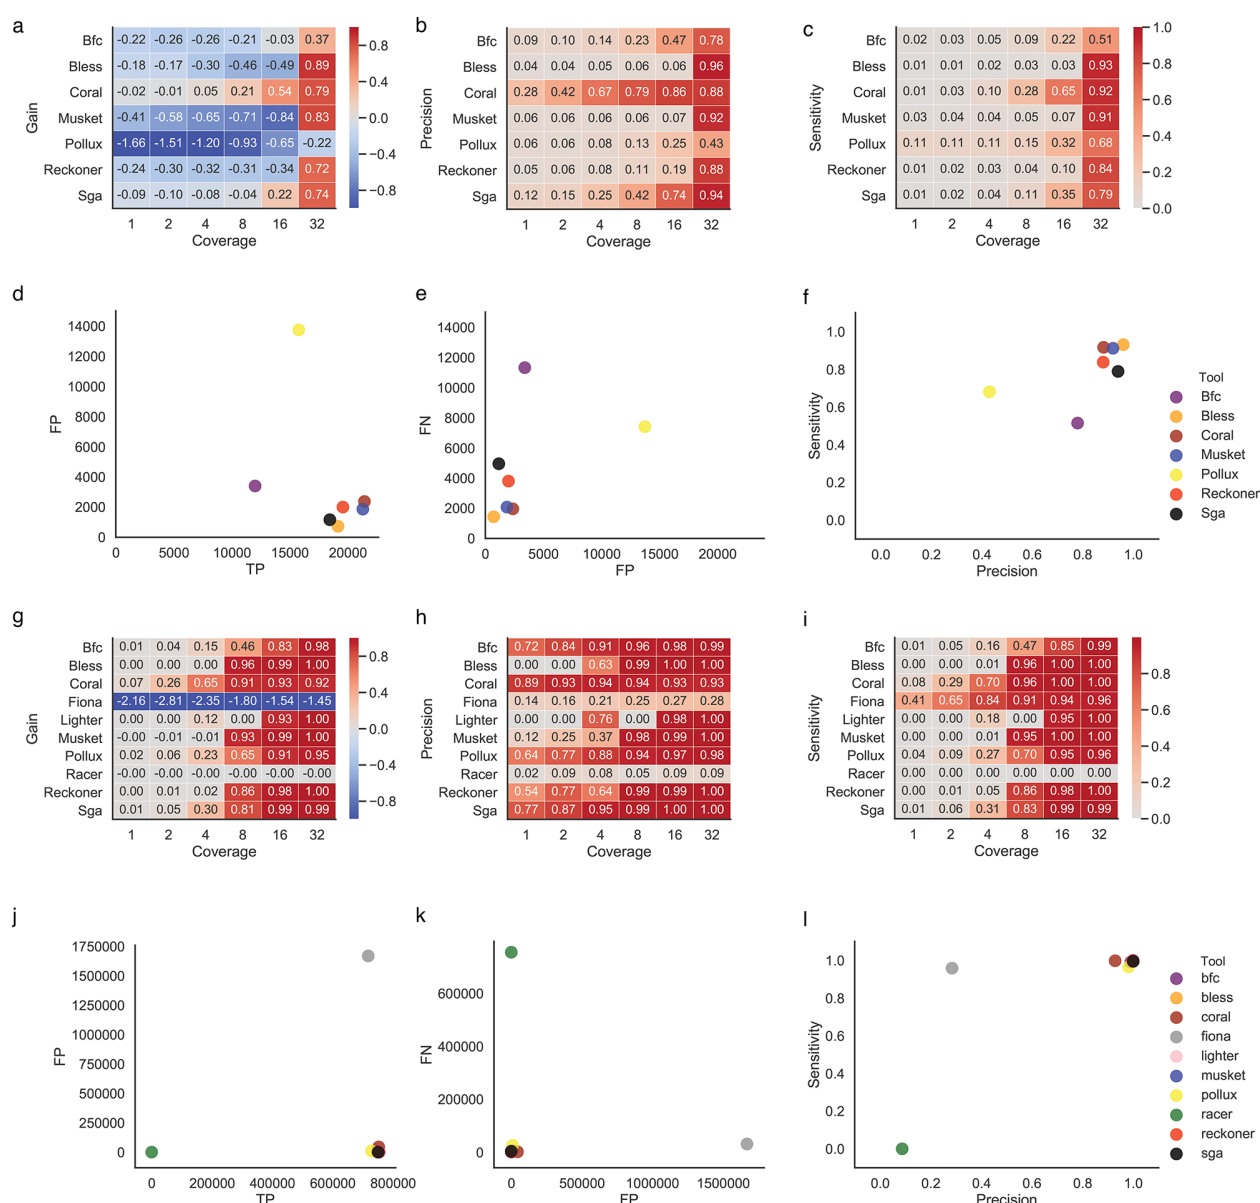 a
Bfc -0.22 -0.26 -0.26 -0.21 -0.03 0.37
Bless -0.18 -0.17 -0.30 -0.46 -0.49 0.89
Coral -0.02 -0.01 0.05 0.21 0.54 0.79
Musket -0.41 -0.58 -0.65 -0.71 -0.84 0.83
Pollux -1.66 -1.51 -1.20 -0.93 -0.65 -0.22
Reckoner -0.24 -0.30 -0.32 -0.31 -0.34 0.72
Sga -0.09 -0.10 -0.08 -0.04 0.22 0.74
1 2 4 8 16 32
Coverage
Gain
0.8
0.4
0.0
−0.4
−0.8
b
Bfc 0.09 0.10 0.14 0.23 0.47 0.78
Bless 0.04 0.04 0.05 0.06 0.06 0.96
Coral 0.28 0.42 0.67 0.79 0.86 0.88
Musket 0.06 0.06 0.06 0.06 0.07 0.92
Pollux 0.06 0.06 0.08 0.13 0.25 0.43
Reckoner 0.05 0.06 0.08 0.11 0.19 0.88
Sga 0.12 0.15 0.25 0.42 0.74 0.94
1 2 4 8 16 32
Coverage
Precision
c
Bfc 0.02 0.03 0.05 0.09 0.22 0.51
Bless 0.01 0.01 0.02 0.03 0.03 0.93
Coral 0.01 0.03 0.10 0.28 0.65 0.92
Musket 0.03 0.04 0.04 0.05 0.07 0.91
Pollux 0.11 0.11 0.11 0.15 0.32 0.68
Reckoner 0.01 0.02 0.03 0.04 0.10 0.84
Sga 0.01 0.02 0.04 0.11 0.35 0.79
1 2 4 8 16 32
Coverage
Sensitivity
1.0
0.8
0.6
0.4
0.2
0.0
d
FP
14000
12000
10000
8000
6000
4000
2000
0
0 5000 10000 15000 20000
TP
e
FN
14000
12000
10000
8000
6000
4000
2000
0
0 5000 10000 15000 20000
FP
f
Sensitivity
1.0
0.8
0.6
0.4
0.2
0.0
0.0 0.2 0.4 0.6 0.8 1.0
Precision
Tool
Bfc
Bless
Coral
Musket
Pollux
Reckoner
Sga
g
Bfc 0.01 0.04 0.15 0.46 0.83 0.98
Bless 0.00 0.00 0.00 0.96 0.99 1.00
Coral 0.07 0.26 0.65 0.91 0.93 0.92
Fiona -2.16 -2.81 -2.35 -1.80 -1.54 -1.45
Lighter 0.00 0.00 0.12 0.00 0.93 1.00
Musket -0.00 -0.01 -0.01 0.93 0.99 1.00
Pollux 0.02 0.06 0.23 0.65 0.91 0.95
Racer -0.00 -0.00 -0.00 -0.00 -0.00 -0.00
Reckoner 0.00 0.01 0.02 0.86 0.98 1.00
Sga 0.01 0.05 0.30 0.81 0.99 0.99
1 2 4 8 16 32
Coverage
Gain
0.8
0.4
0.0
−0.4
−0.8
h
Bfc 0.72 0.84 0.91 0.96 0.98 0.99
Bless 0.00 0.00 0.63 0.99 1.00 1.00
Coral 0.89 0.93 0.94 0.94 0.93 0.93
Fiona 0.14 0.16 0.21 0.25 0.27 0.28
Lighter 0.00 0.00 0.76 0.00 0.98 1.00
Musket 0.12 0.25 0.37 0.98 0.99 1.00
Pollux 0.64 0.77 0.88 0.94 0.97 0.98
Racer 0.02 0.09 0.08 0.05 0.09 0.09
Reckoner 0.54 0.77 0.64 0.99 0.99 1.00
Sga 0.77 0.87 0.95 0.99 1.00 1.00
1 2 4 8 16 32
Coverage
Precision
i
Bfc 0.01 0.05 0.16 0.47 0.85 0.99
Bless 0.00 0.00 0.01 0.96 1.00 1.00
Coral 0.08 0.29 0.70 0.96 1.00 1.00
Fiona 0.41 0.65 0.84 0.91 0.94 0.96
Lighter 0.00 0.00 0.18 0.00 0.95 1.00
Musket 0.00 0.00 0.01 0.95 1.00 1.00
Pollux 0.04 0.09 0.27 0.70 0.95 0.96
Racer 0.00 0.00 0.00 0.00 0.00 0.00
Reckoner 0.00 0.01 0.05 0.86 0.98 1.00
Sga 0.01 0.06 0.31 0.83 0.99 0.99
1 2 4 8 16 32
Coverage
Sensitivity
0.8
0.6
0.4
0.2
0.0
j
FP
1750000
1500000
1250000
1000000
750000
500000
250000
0
0 200000 400000 600000 800000
TP
k
FN
600000
400000
200000
0
0 500000 1000000 1500000
FP
l
Sensitivity
1.0
0.8
0.6
0.4
0.2
0.0
0.0 0.2 0.4 0.6 0.8 1.0
Precision
Tool
bfc
bless
coral
fiona
lighter
musket
pollux
racer
reckoner
sga